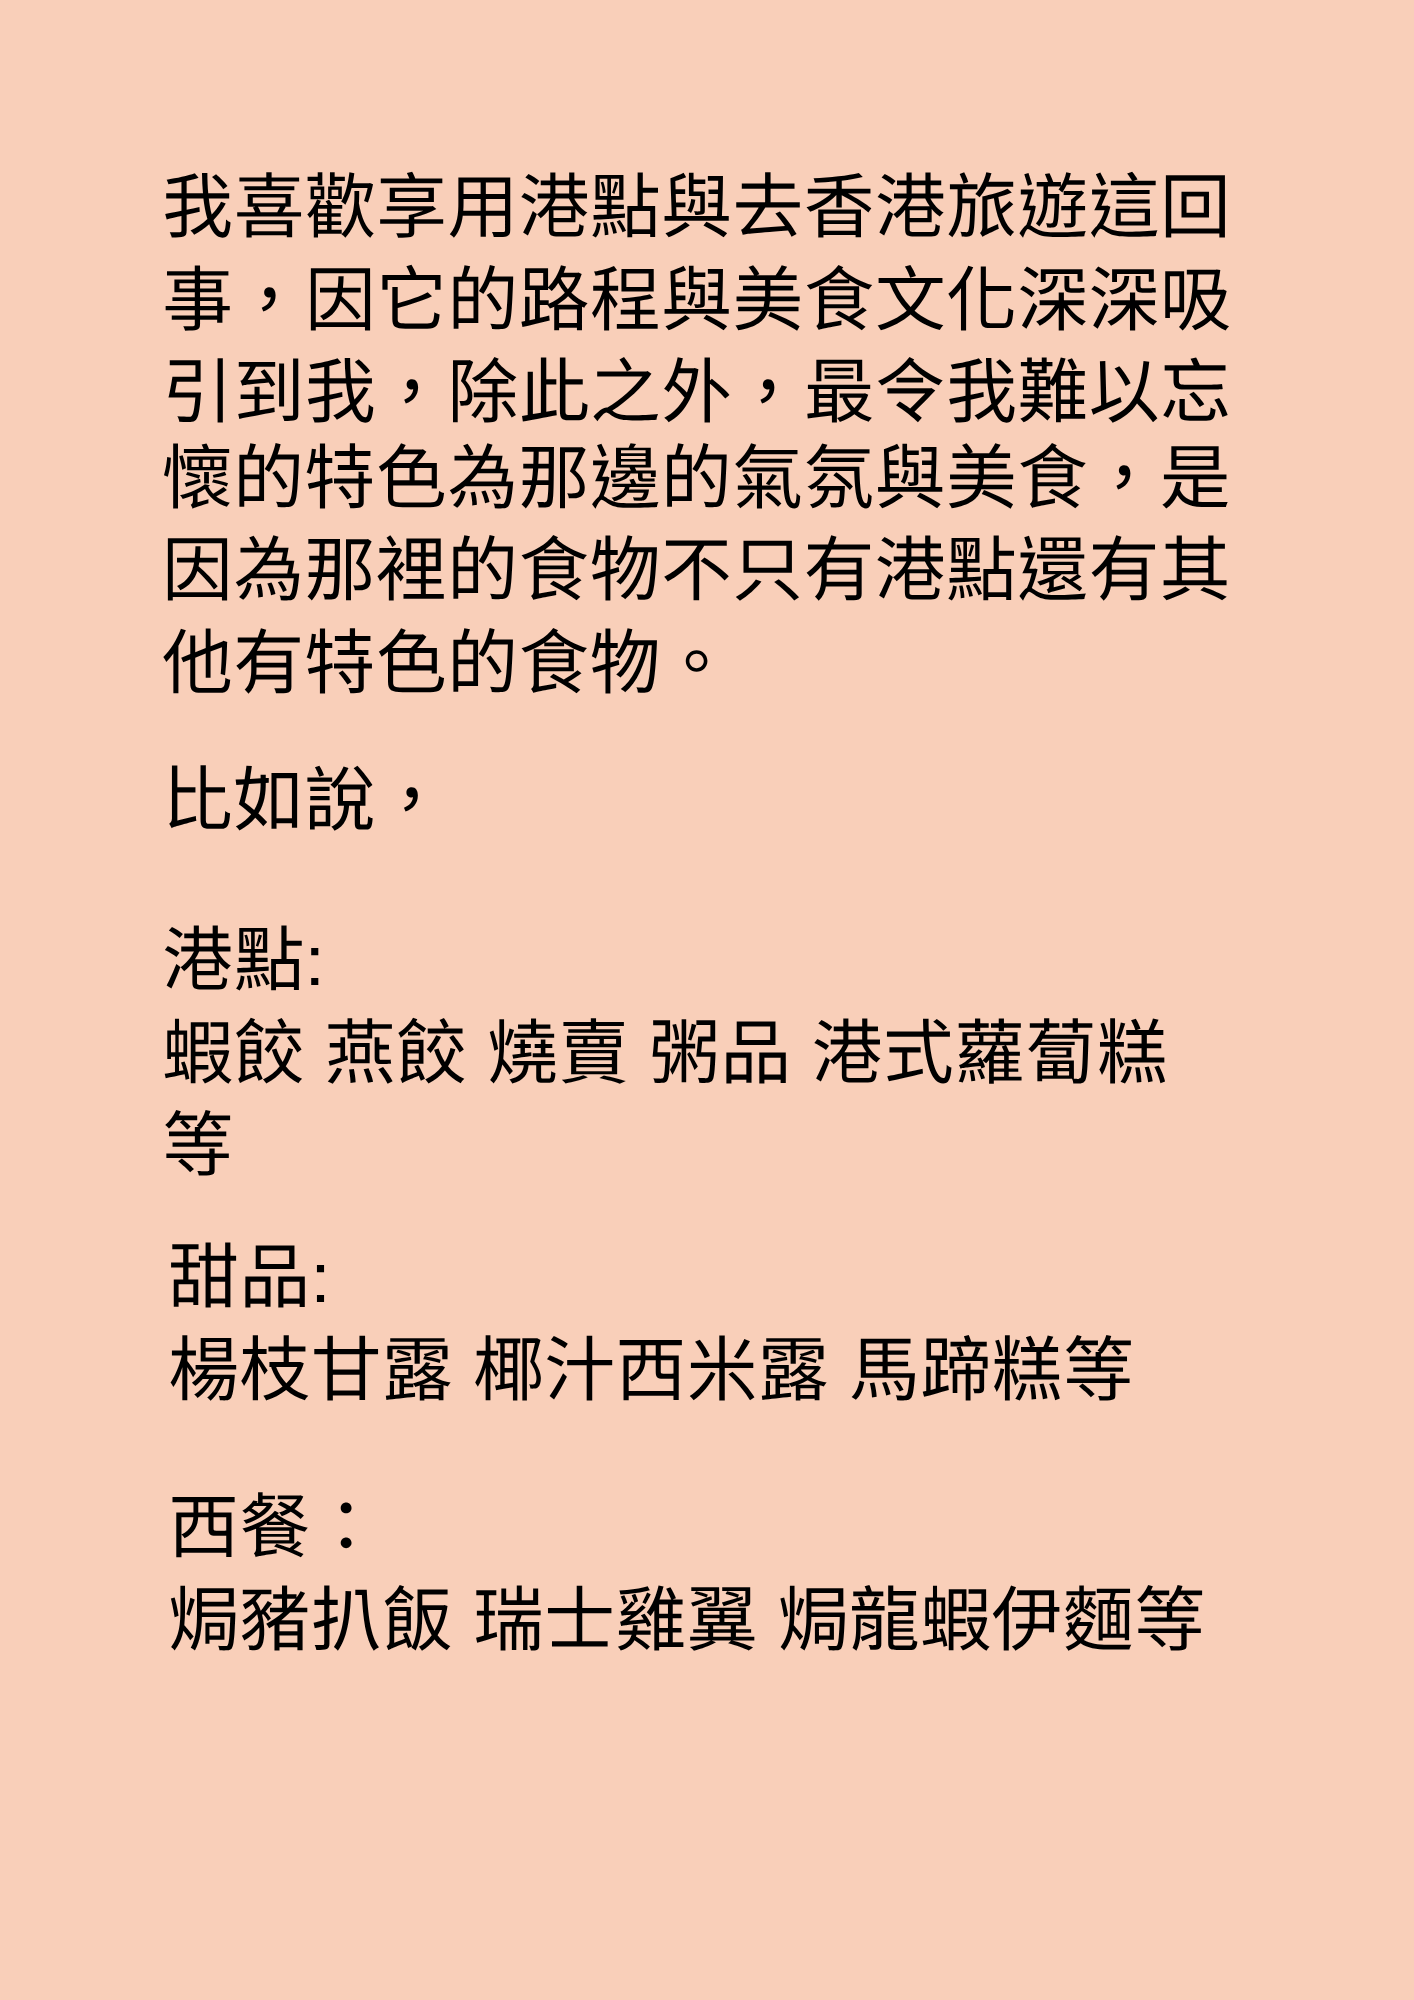 我喜歡享用港點與去香港旅遊這回
事，因它的路程與美食文化深深吸
引到我，除此之外，最令我難以忘
懷的特色為那邊的氣氛與美食，是
因為那裡的食物不只有港點還有其
他有特色的食物。
比如說，
港點:
蝦餃 燕餃 燒賣 粥品 港式蘿蔔糕
等
甜品:
楊枝甘露 椰汁西米露 馬蹄糕等
西餐：
焗豬扒飯 瑞士雞翼 焗龍蝦伊麵等